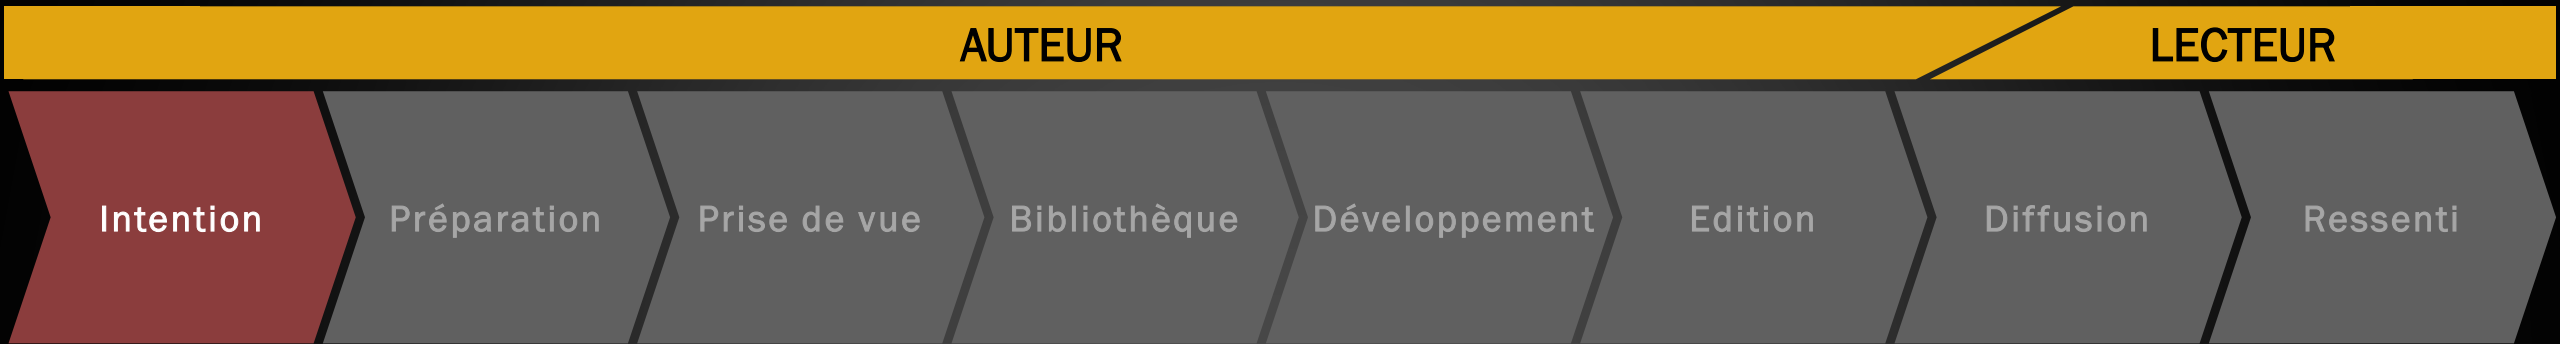 AUTEUR LECTEUR
Intention Préparation Prise de vue Bibliothèque Développement Edition Diffusion Ressenti